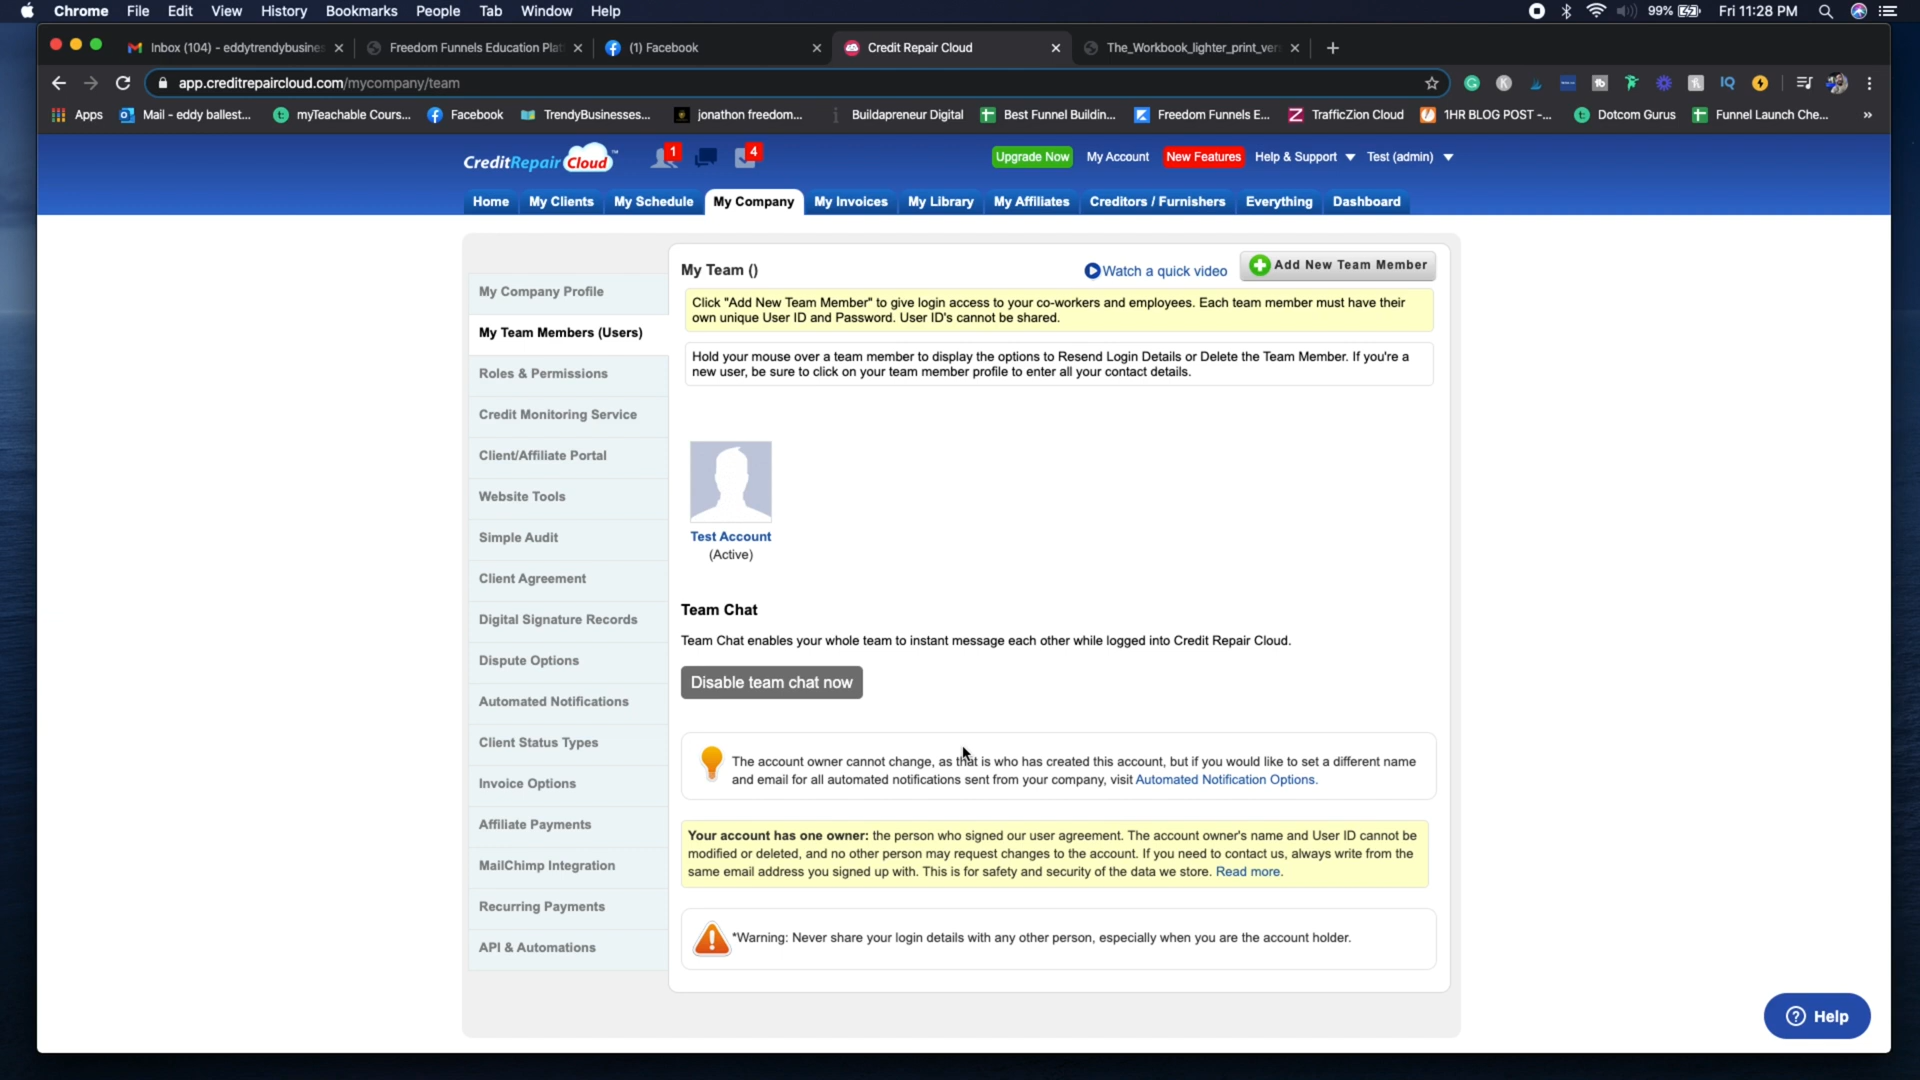 Chrome File Edit View History Bookmarks People Tab Window Help
99% Fri 11:28 PM
Inbox (104) - eddytrendybusines
Freedom Funnels Education Plat
(1) Facebook
Credit Repair Cloud
The_Workbook_lighter_print_ver
app.creditrepaircloud.com/mycompany/team
Apps
Mail - eddy ballest...
myTeachable Cours...
Facebook
TrendyBusinesses...
jonathon freedom...
Buildapreneur Digital
Best Funnel Buildin...
Freedom Funnels E...
TrafficZion Cloud
1HR BLOG POST -...
Dotcom Gurus
Funnel Launch Che...
»
CreditRepair Cloud™
1
4
Upgrade Now
My Account
New Features
Help & Support
Test (admin)
Home
My Clients
My Schedule
My Company
My Invoices
My Library
My Affiliates
Creditors / Furnishers
Everything
Dashboard
My Company Profile
My Team Members (Users)
Roles & Permissions
Credit Monitoring Service
Client/Affiliate Portal
Website Tools
Simple Audit
Client Agreement
Digital Signature Records
Dispute Options
Automated Notifications
Client Status Types
Invoice Options
Affiliate Payments
MailChimp Integration
Recurring Payments
API & Automations
My Team ()
Watch a quick video
Add New Team Member
Click "Add New Team Member" to give login access to your co-workers and employees. Each team member must have their
own unique User ID and Password. User ID's cannot be shared.
Hold your mouse over a team member to display the options to Resend Login Details or Delete the Team Member. If you're a
new user, be sure to click on your team member profile to enter all your contact details.
Test Account
(Active)
Team Chat
Team Chat enables your whole team to instant message each other while logged into Credit Repair Cloud.
Disable team chat now
The account owner cannot change, as that is who has created this account, but if you would like to set a different name
and email for all automated notifications sent from your company, visit Automated Notification Options.
Your account has one owner: the person who signed our user agreement. The account owner's name and User ID cannot be
modified or deleted, and no other person may request changes to the account. If you need to contact us, always write from the
same email address you signed up with. This is for safety and security of the data we store. Read more.
*Warning: Never share your login details with any other person, especially when you are the account holder.
Help